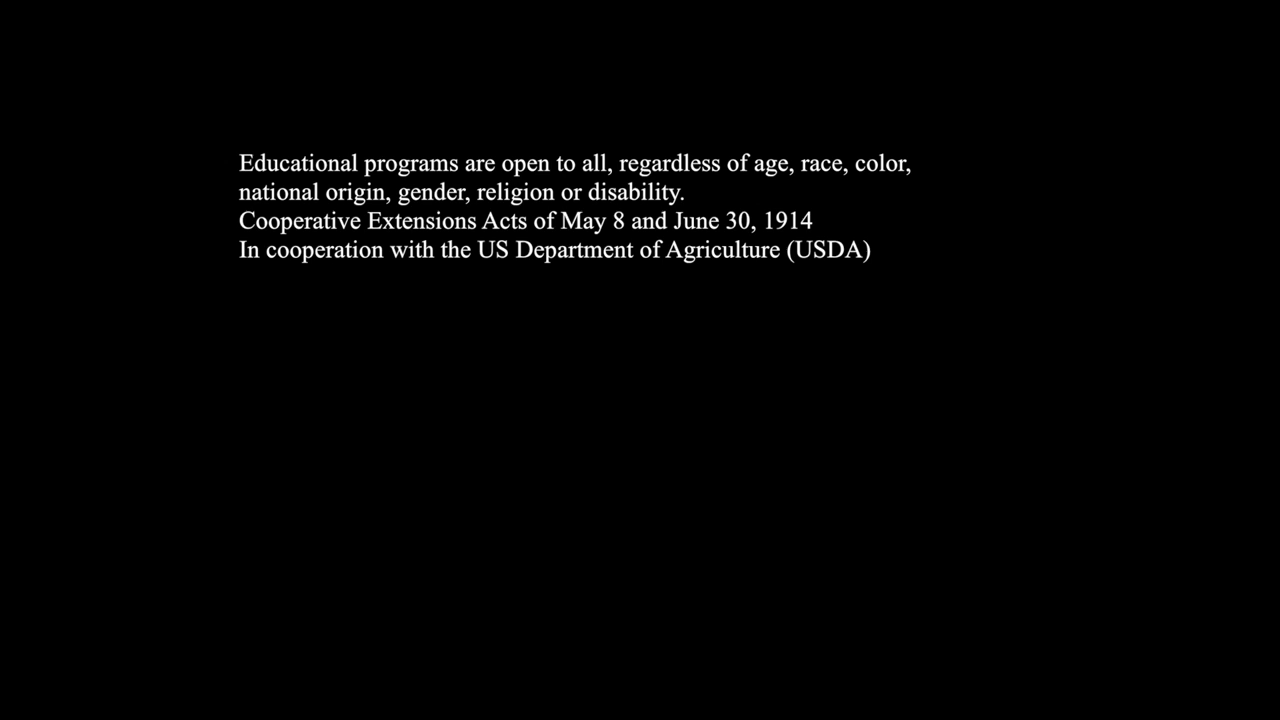 Educational programs are open to all, regardless of age, race, color,
national origin, gender, religion or disability.
Cooperative Extensions Acts of May 8 and June 30, 1914
In cooperation with the US Department of Agriculture (USDA)